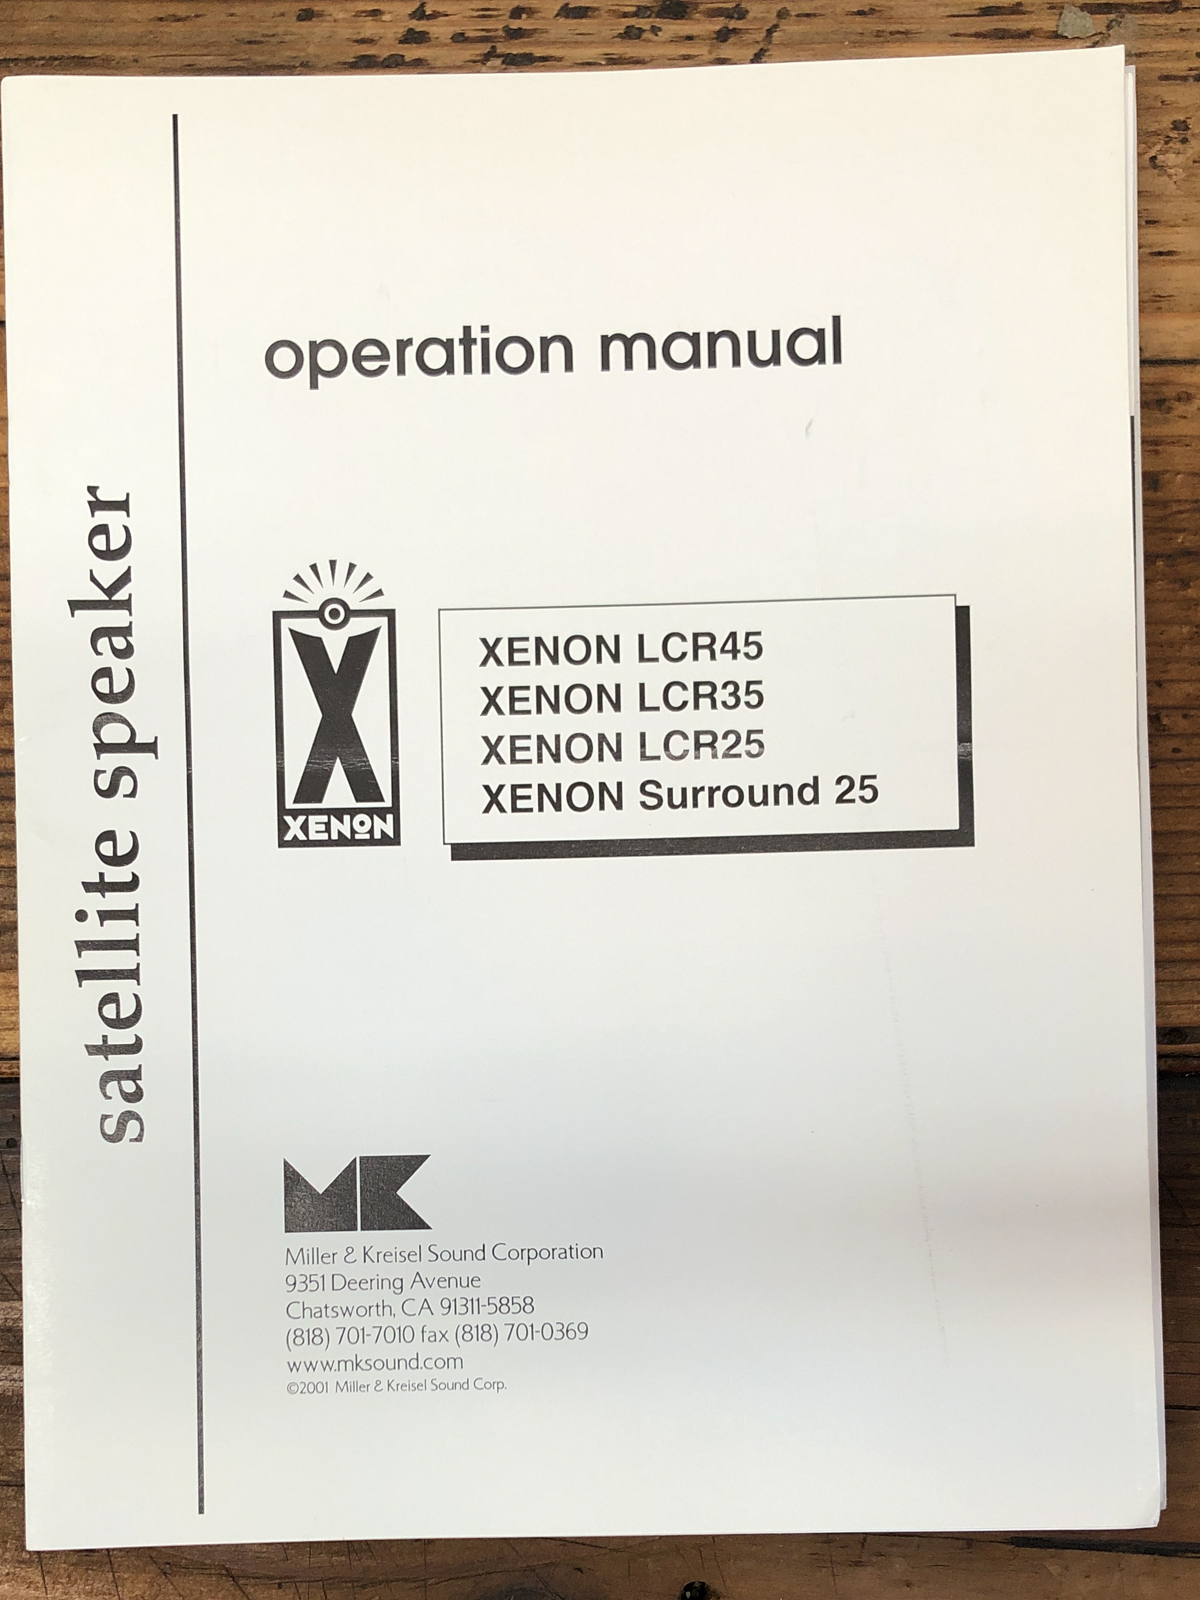 satellite speaker
operation manual
XENON
XENON LCR45
XENON LCR35
XENON LCR25
XENON Surround 25
MK
Miller & Kreisel Sound Corporation
9351 Deering Avenue
Chatsworth, CA 91311-5858
(818) 701-7010 fax (818) 701-0369
www.mksound.com
©2001 Miller & Kreisel Sound Corp.